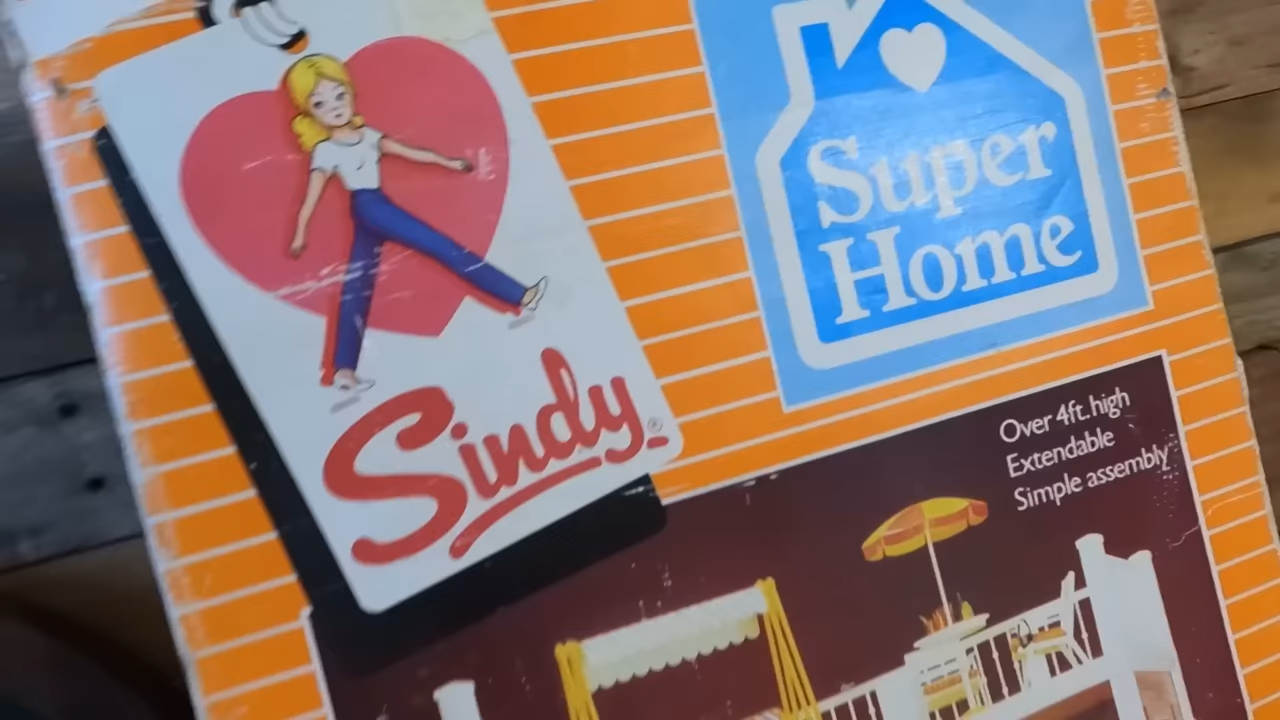 Super
Home
Sindy®
Over 4ft. high
Extendable
Simple assembly